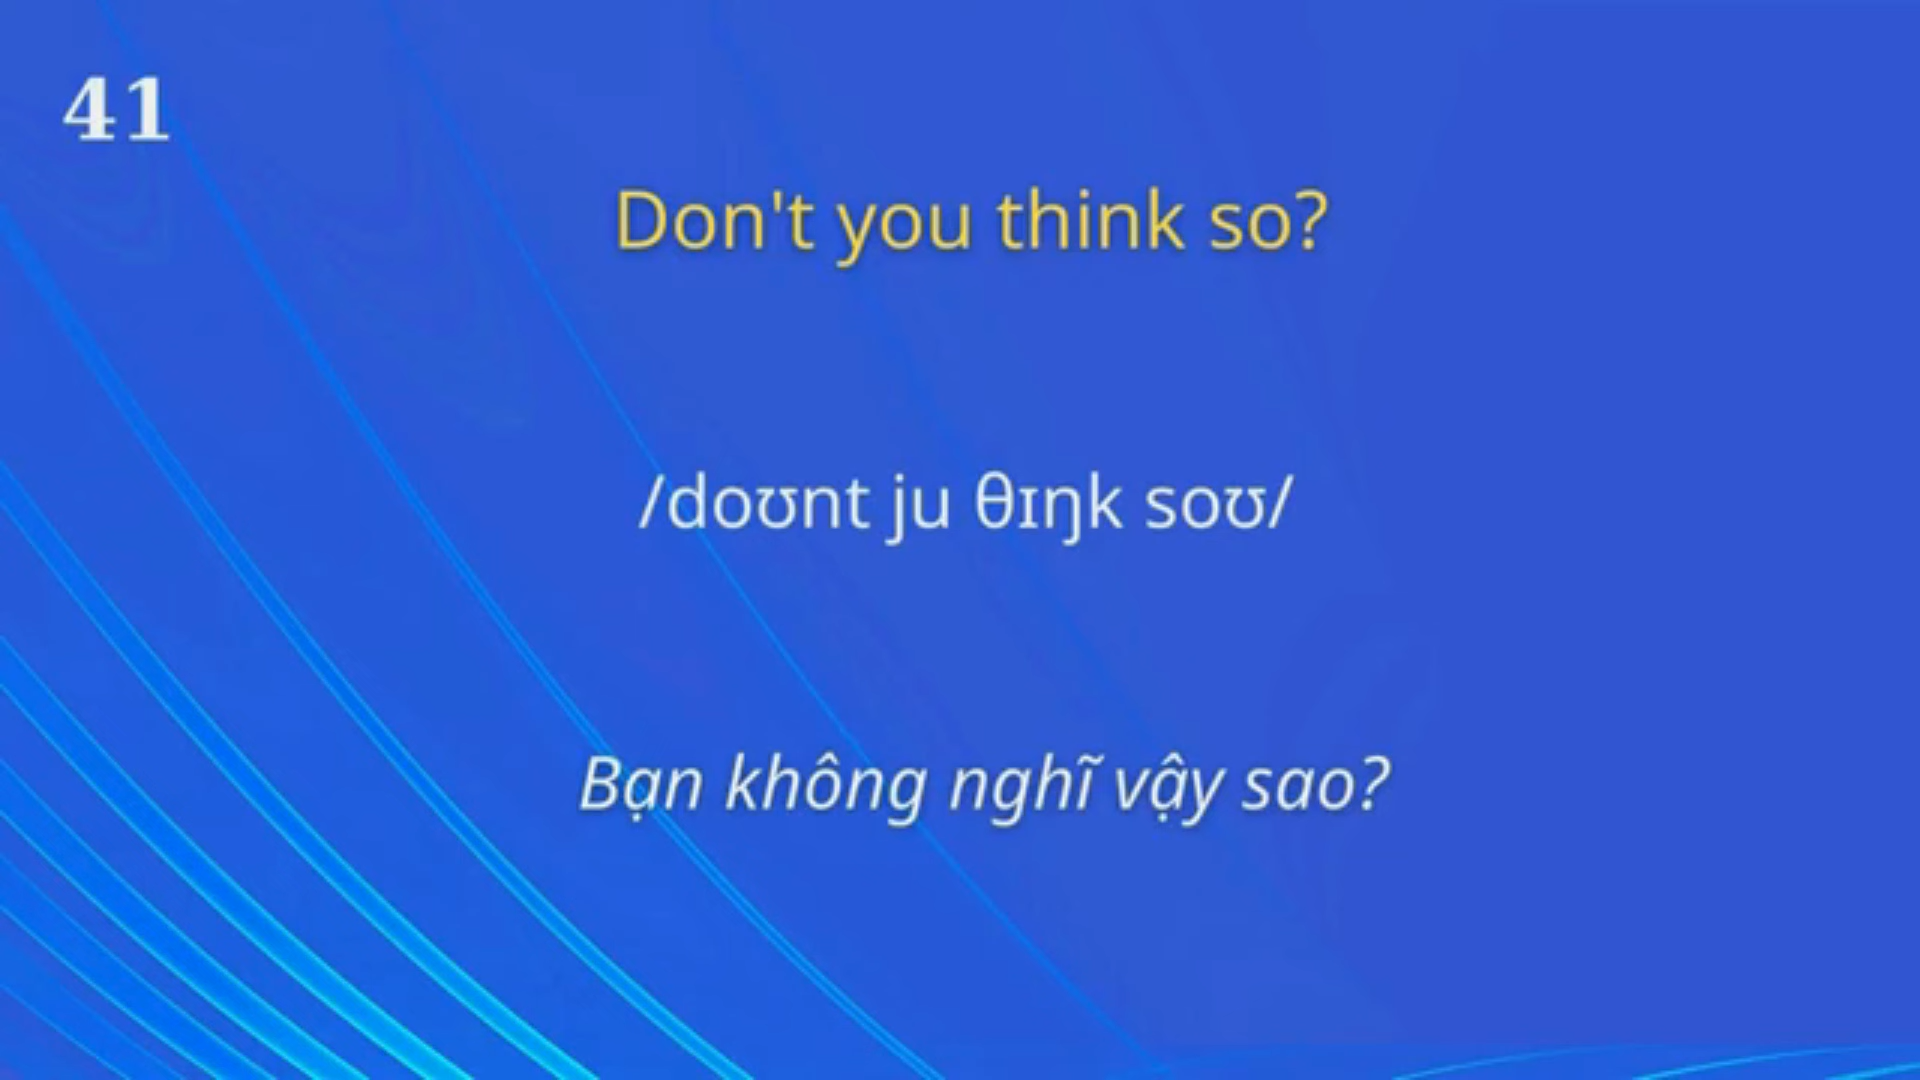 41
Don't you think so?
/doʊnt ju θɪŋk soʊ/
Bạn không nghĩ vậy sao?